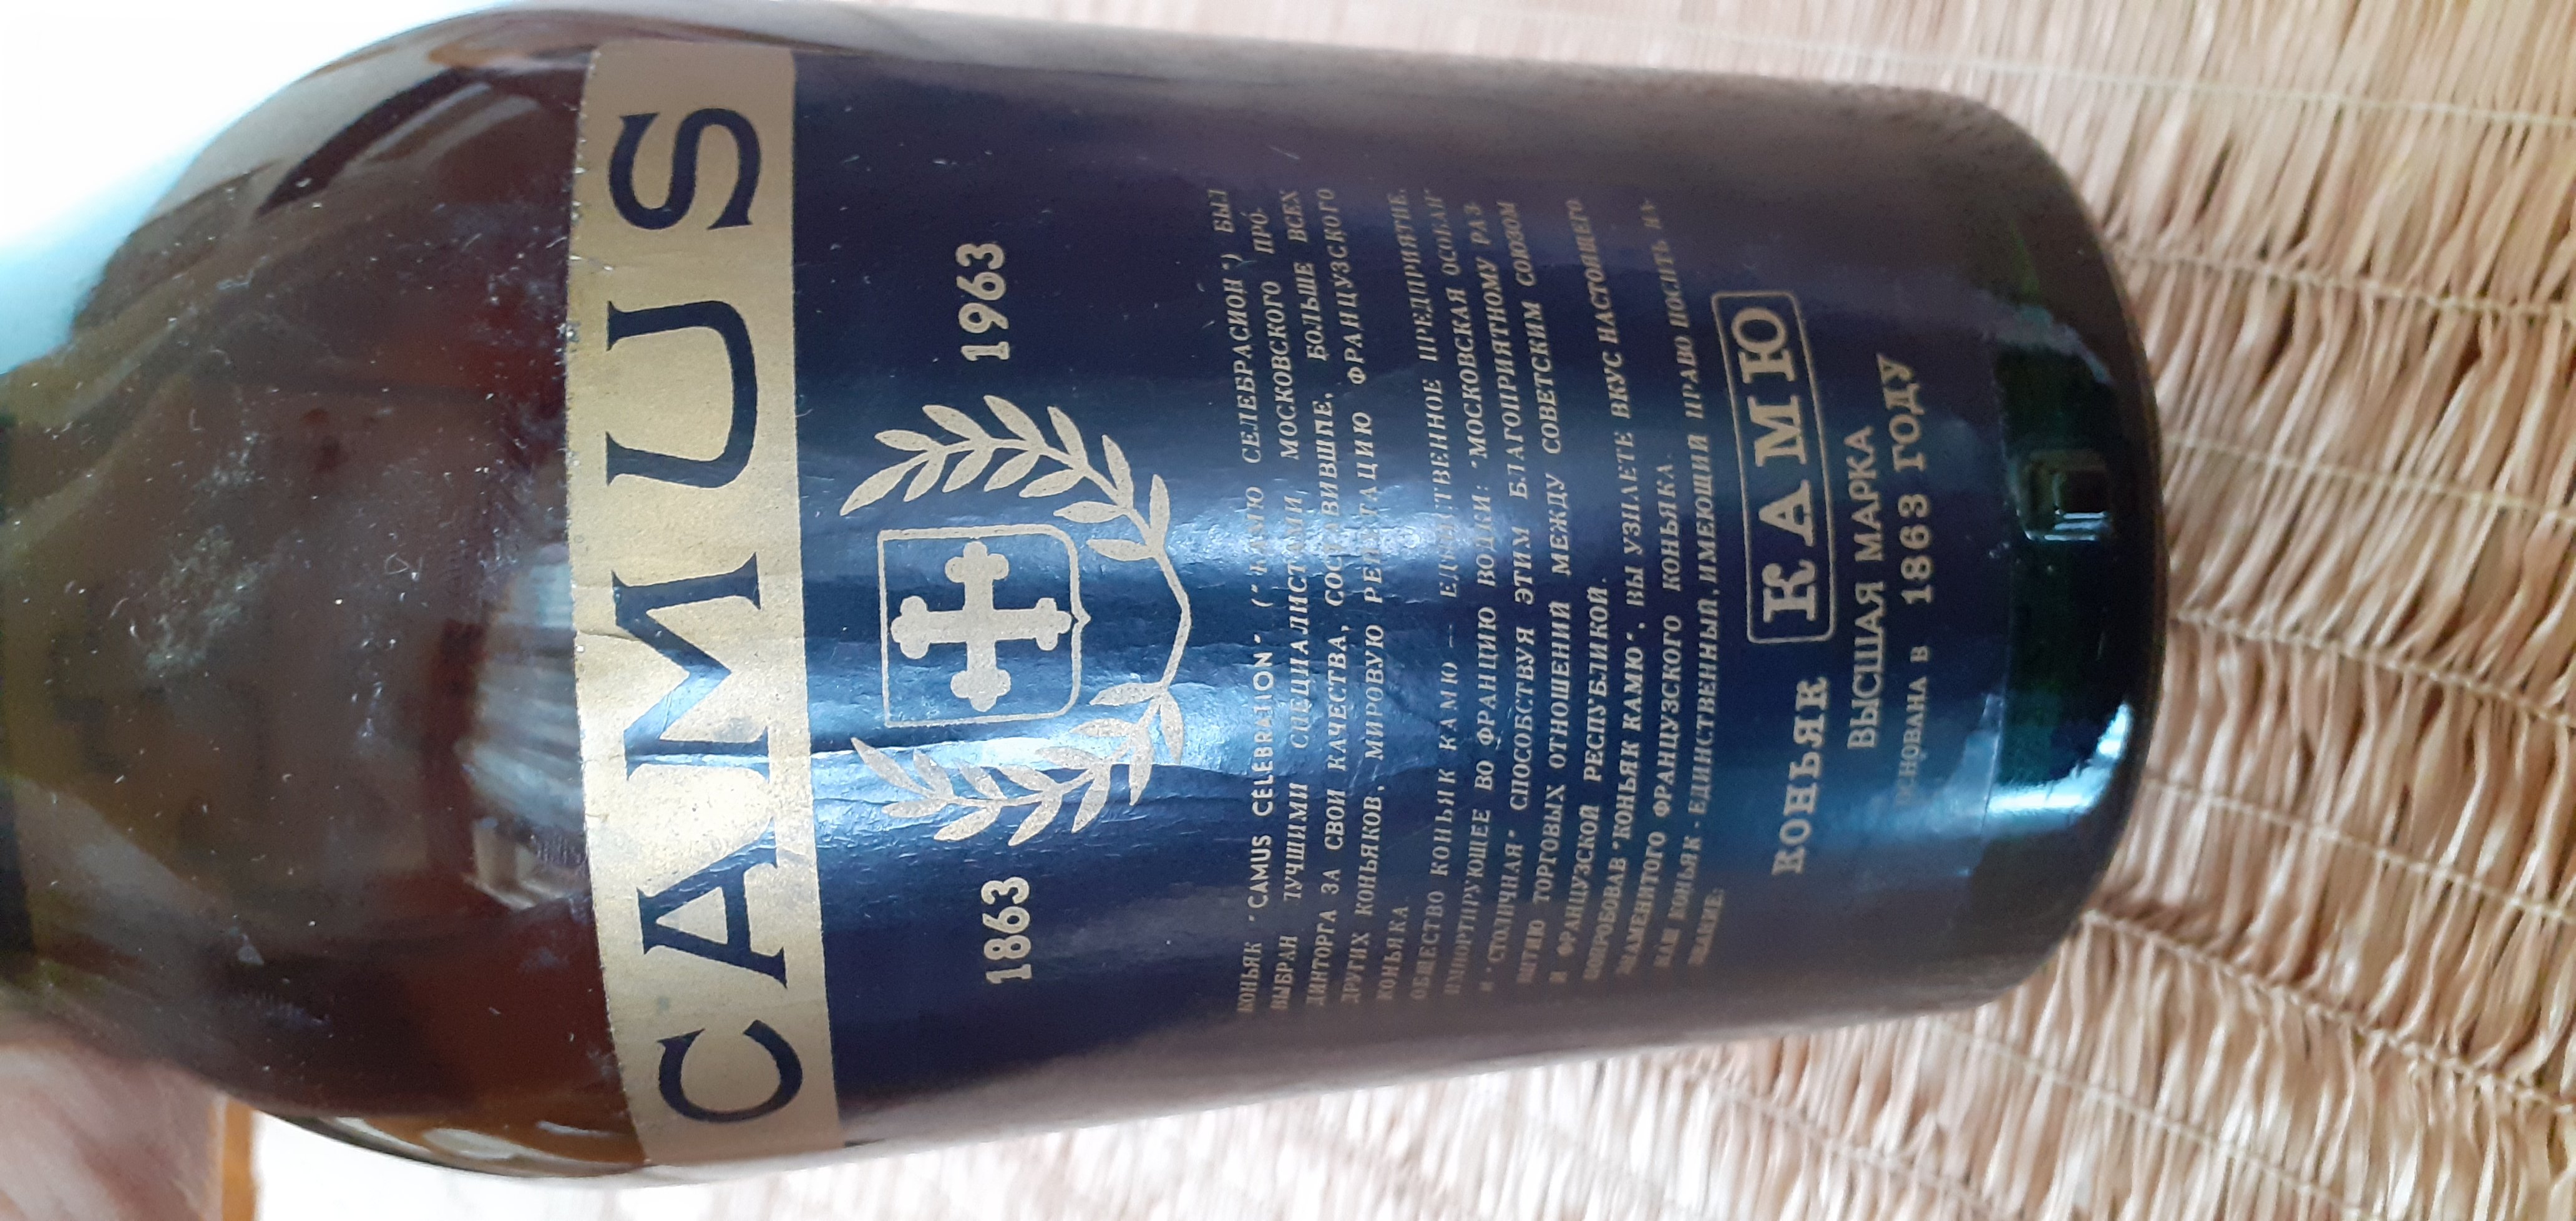 CAMUS
1863 1963
КОНЬЯК "CAMUS CELEBRATION" ("КАМЮ СЕЛЕБРАСИОН") БЫЛ
ВЫБРАН ЛУЧШИМИ СПЕЦИАЛИСТАМИ МОСКОВСКОГО ПРО-
ДИНТОРГА ЗА СВОИ КАЧЕСТВА, СОСТАВИВШИЕ, БОЛЬШЕ ВСЕХ
ДРУГИХ КОНЬЯКОВ, МИРОВУЮ РЕПУТАЦИЮ ФРАНЦУЗСКОГО
КОНЬЯКА.
ОБЩЕСТВО КОНЬЯК КАМЮ — ЕДИНСТВЕННОЕ ПРЕДПРИЯТИЕ,
ИМПОРТИРУЮЩЕЕ ВО ФРАНЦИЮ ВОДКИ: "МОСКОВСКАЯ ОСОБАЯ"
И "СТОЛИЧНАЯ" СПОСОБСТВУЯ ЭТИМ БЛАГОПРИЯТНОМУ РАЗ-
ВИТИЮ ТОРГОВЫХ ОТНОШЕНИЙ МЕЖДУ СОВЕТСКИМ СОЮЗОМ
И ФРАНЦУЗСКОЙ РЕСПУБЛИКОЙ.
ПОПРОБОВАВ "КОНЬЯК КАМЮ", ВЫ УЗНАЕТЕ ВКУС НАСТОЯЩЕГО
ЗНАМЕНИТОГО ФРАНЦУЗСКОГО КОНЬЯКА.
НАШ КОНЬЯК - ЕДИНСТВЕННЫЙ, ИМЕЮЩИЙ ПРАВО НОСИТЬ НА-
ЗВАНИЕ:
КОНЬЯК КАМЮ
ВЫСШАЯ МАРКА
ОСНОВАНА В 1863 ГОДУ